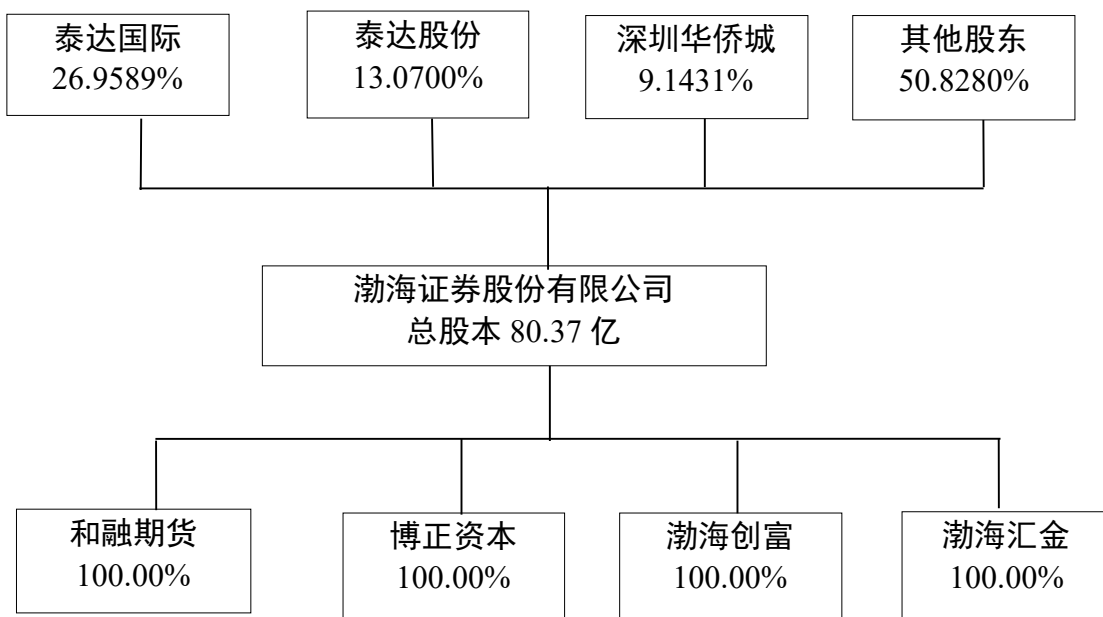 泰达国际
26.9589%
泰达股份
13.0700%
深圳华侨城
9.1431%
其他股东
50.8280%
渤海证券股份有限公司
总股本 80.37 亿
和融期货
100.00%
博正资本
100.00%
渤海创富
100.00%
渤海汇金
100.00%